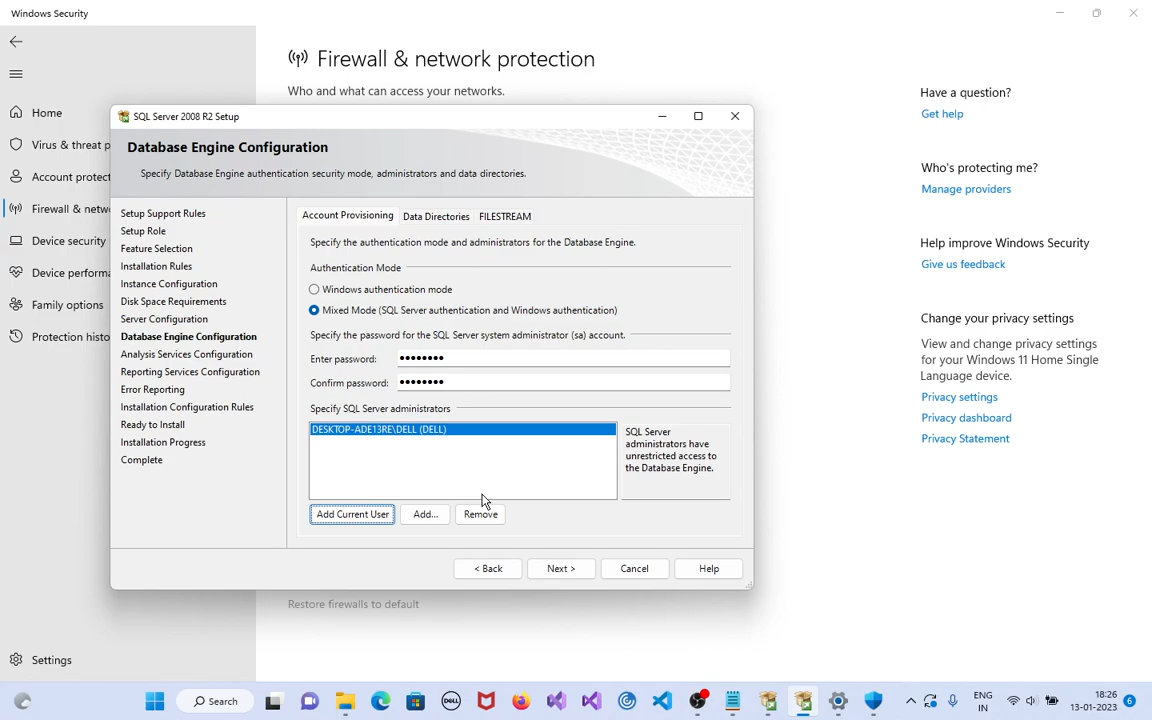 Windows Security
Firewall & network protection
Who and what can access your networks.
Home
Virus & threat p
Account protect
Firewall & netw
Device security
Device performa
Family options
Protection histo
Settings
SQL Server 2008 R2 Setup
Database Engine Configuration
Specify Database Engine authentication security mode, administrators and data directories.
Setup Support Rules
Setup Role
Feature Selection
Installation Rules
Instance Configuration
Disk Space Requirements
Server Configuration
Database Engine Configuration
Analysis Services Configuration
Reporting Services Configuration
Error Reporting
Installation Configuration Rules
Ready to Install
Installation Progress
Complete
Account Provisioning Data Directories FILESTREAM
Specify the authentication mode and administrators for the Database Engine.
Authentication Mode
Windows authentication mode
Mixed Mode (SQL Server authentication and Windows authentication)
Specify the password for the SQL Server system administrator (sa) account.
Enter password: ●●●●●●●●
Confirm password: ●●●●●●●●
Specify SQL Server administrators
DESKTOP-ADE13RE\DELL (DELL)
SQL Server
administrators have
unrestricted access to
the Database Engine.
Add Current User Add... Remove
< Back Next > Cancel Help
Restore firewalls to default
Have a question?
Get help
Who's protecting me?
Manage providers
Help improve Windows Security
Give us feedback
Change your privacy settings
View and change privacy settings
for your Windows 11 Home Single
Language device.
Privacy settings
Privacy dashboard
Privacy Statement
Search
DELL
ENG
IN
18:26
13-01-2023
6